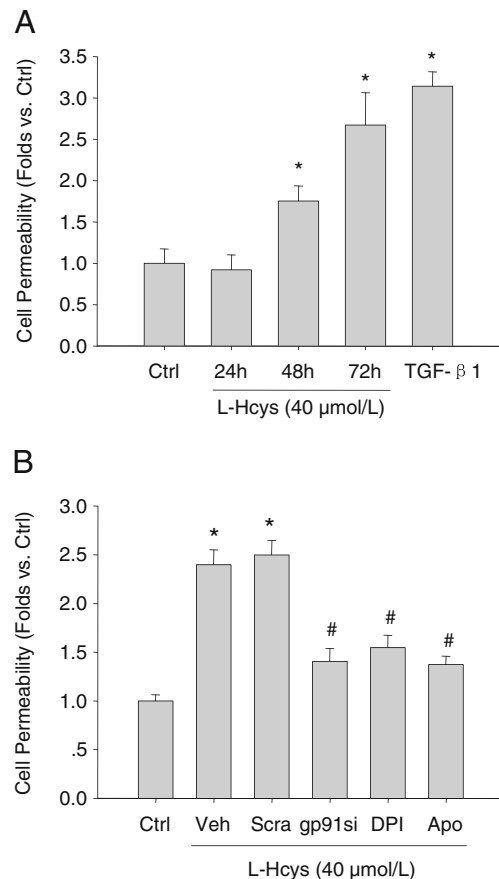 A
Cell Permeability (Folds vs. Ctrl)
3.5
3.0
2.5
2.0
1.5
1.0
0.5
0.0
* * *
Ctrl 24h 48h 72h TGF- β 1
L-Hcys (40 μmol/L)
B
Cell Permeability (Folds vs. Ctrl)
3.0
2.5
2.0
1.5
1.0
.5
0.0
* * # # #
Ctrl Veh Scra gp91si DPI Apo
L-Hcys (40 μmol/L)